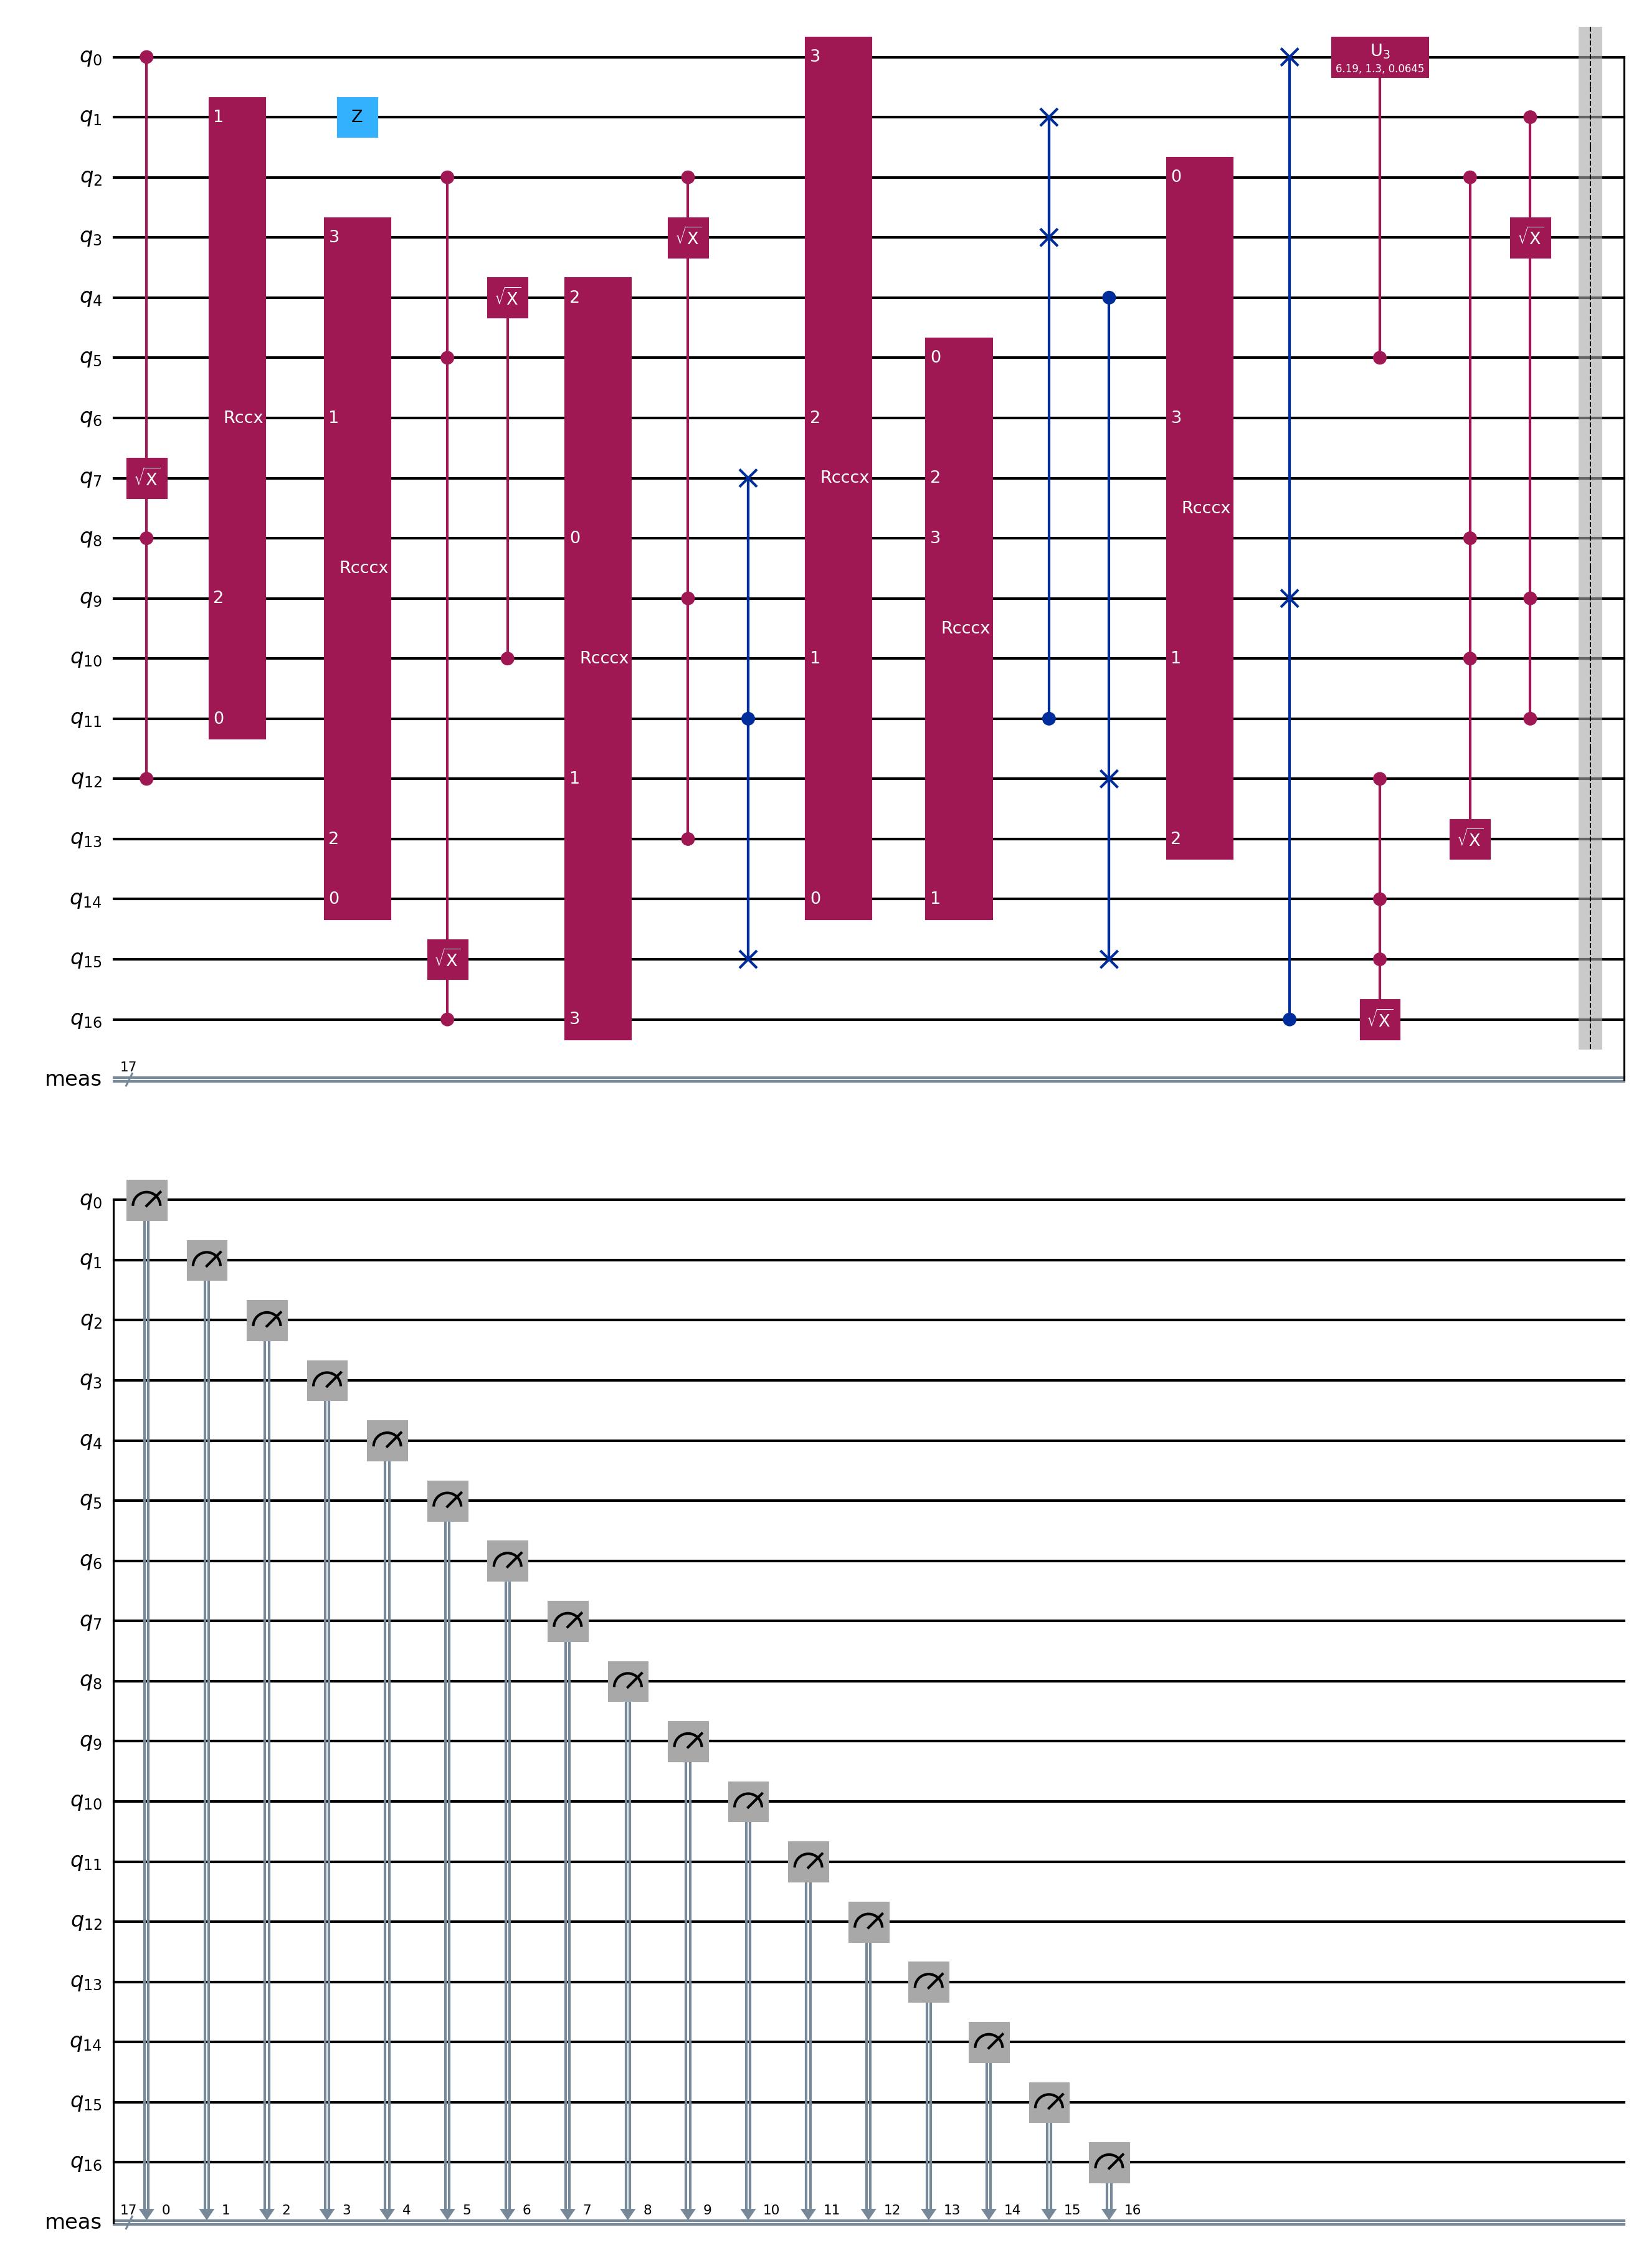 q0 3 U3
6.19, 1.3, 0.0645
q1 1 Z
q2 0
q3 3 √X √X
q4 √X 2
q5 0
q6 Rccx 1 2 3
q7 √X Rcccx 2
Rcccx
q8 0 3
Rcccx
q9 2
Rcccx
q10 Rcccx 1 1
q11 0
q12 1
q13 2 2 √X
q14 0 0 1
q15 √X
q16 3 √X
17
meas
q0
q1
q2
q3
q4
q5
q6
q7
q8
q9
q10
q11
q12
q13
q14
q15
q16
17 0 1 2 3 4 5 6 7 8 9 10 11 12 13 14 15 16
meas